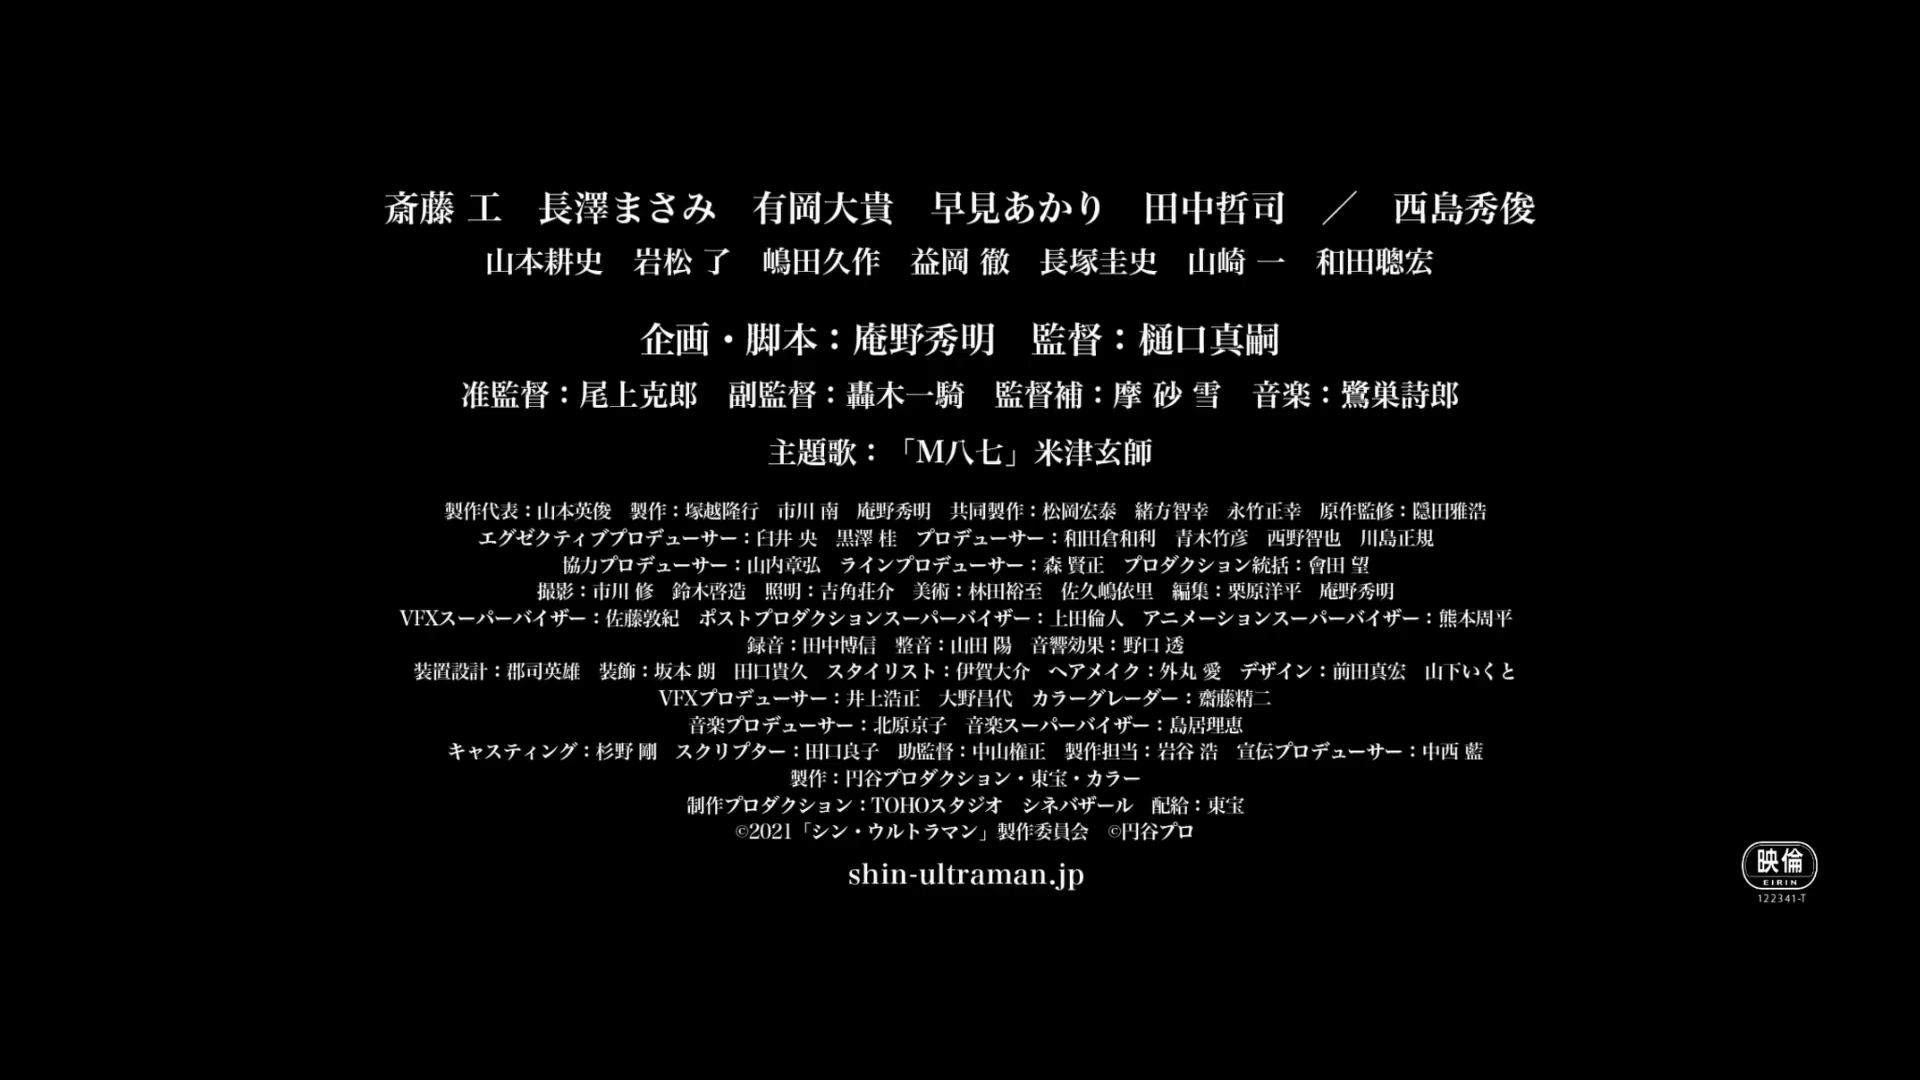 斎藤 工　長澤まさみ　有岡大貴　早見あかり　田中哲司　／　西島秀俊
山本耕史　岩松 了　嶋田久作　益岡 徹　長塚圭史　山崎 一　和田聰宏
企画・脚本：庵野秀明　監督：樋口真嗣
准監督：尾上克郎　副監督：轟木一騎　監督補：摩 砂 雪　音楽：鷺巣詩郎
主題歌：「M八七」米津玄師
製作代表：山本英俊　製作：塚越隆行　市川 南　庵野秀明　共同製作：松岡宏泰　緒方智幸　永竹正幸　原作監修：隠田雅浩
エグゼクティブプロデューサー：臼井 央　黒澤 桂　プロデューサー：和田倉和利　青木竹彦　西野智也　川島正規
協力プロデューサー：山内章弘　ラインプロデューサー：森 賢正　プロダクション統括：會田 望
撮影：市川 修　鈴木啓造　照明：吉角荘介　美術：林田裕至　佐久嶋依里　編集：栗原洋平　庵野秀明
VFXスーパーバイザー：佐藤敦紀　ポストプロダクションスーパーバイザー：上田倫人　アニメーションスーパーバイザー：熊本周平
録音：田中博信　整音：山田 陽　音響効果：野口 透
装置設計：郡司英雄　装飾：坂本 朗　田口貴久　スタイリスト：伊賀大介　ヘアメイク：外丸 愛　デザイン：前田真宏　山下いくと
VFXプロデューサー：井上浩正　大野昌代　カラーグレーダー：齋藤精二
音楽プロデューサー：北原京子　音楽スーパーバイザー：島居理恵
キャスティング：杉野 剛　スクリプター：田口良子　助監督：中山権正　製作担当：岩谷 浩　宣伝プロデューサー：中西 藍
製作：円谷プロダクション・東宝・カラー
制作プロダクション：TOHOスタジオ　シネバザール　配給：東宝
©2021「シン・ウルトラマン」製作委員会　©円谷プロ
shin-ultraman.jp
映倫
EIRIN
122341-T